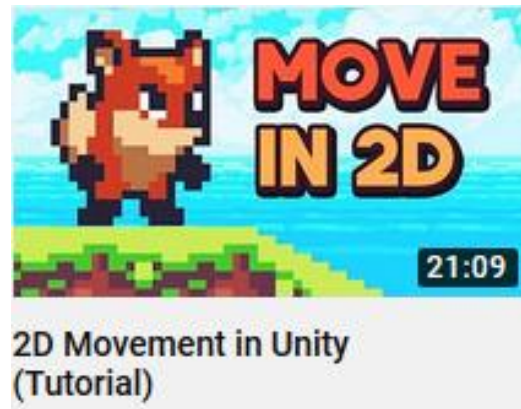 MOVE
IN 2D
21:09
2D Movement in Unity
(Tutorial)